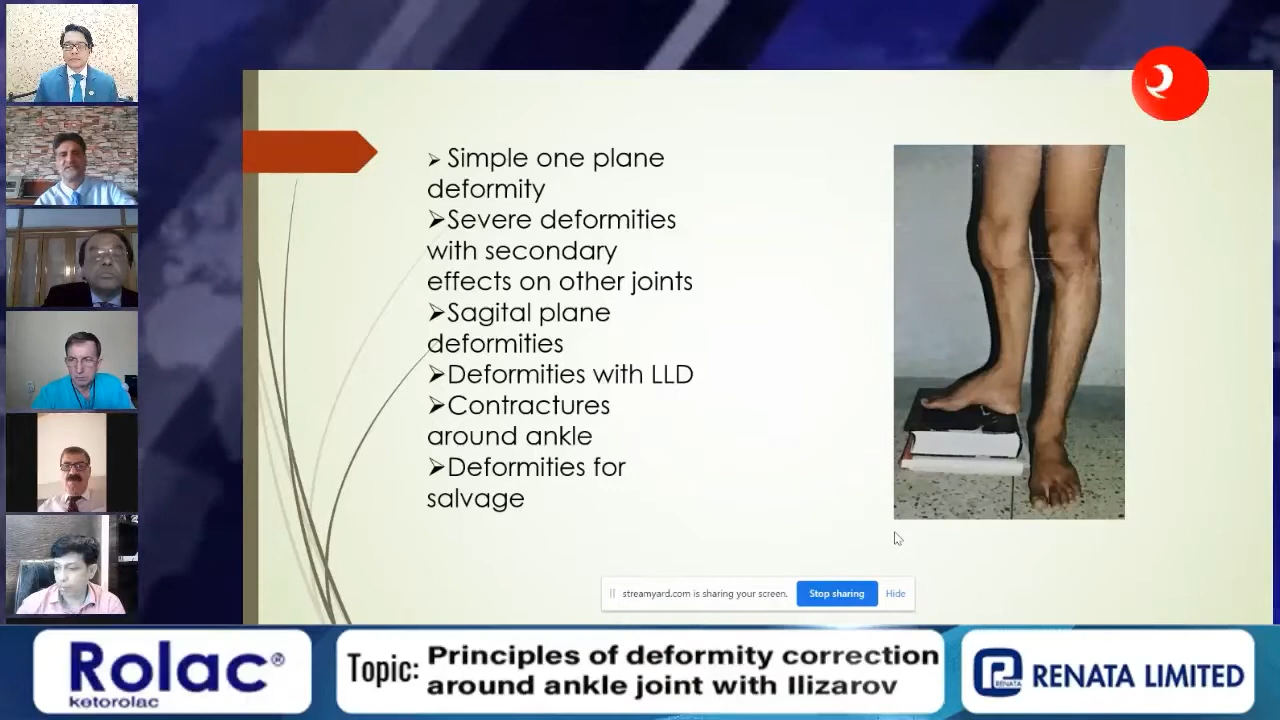 ➢ Simple one plane
deformity
➢Severe deformities
with secondary
effects on other joints
➢Sagital plane
deformities
➢Deformities with LLD
➢Contractures
around ankle
➢Deformities for
salvage
streamyard.com is sharing your screen.
Stop sharing
Hide
Rolac®
ketorolac
Topic:
Principles of deformity correction
around ankle joint with Ilizarov
RENATA
RENATA LIMITED